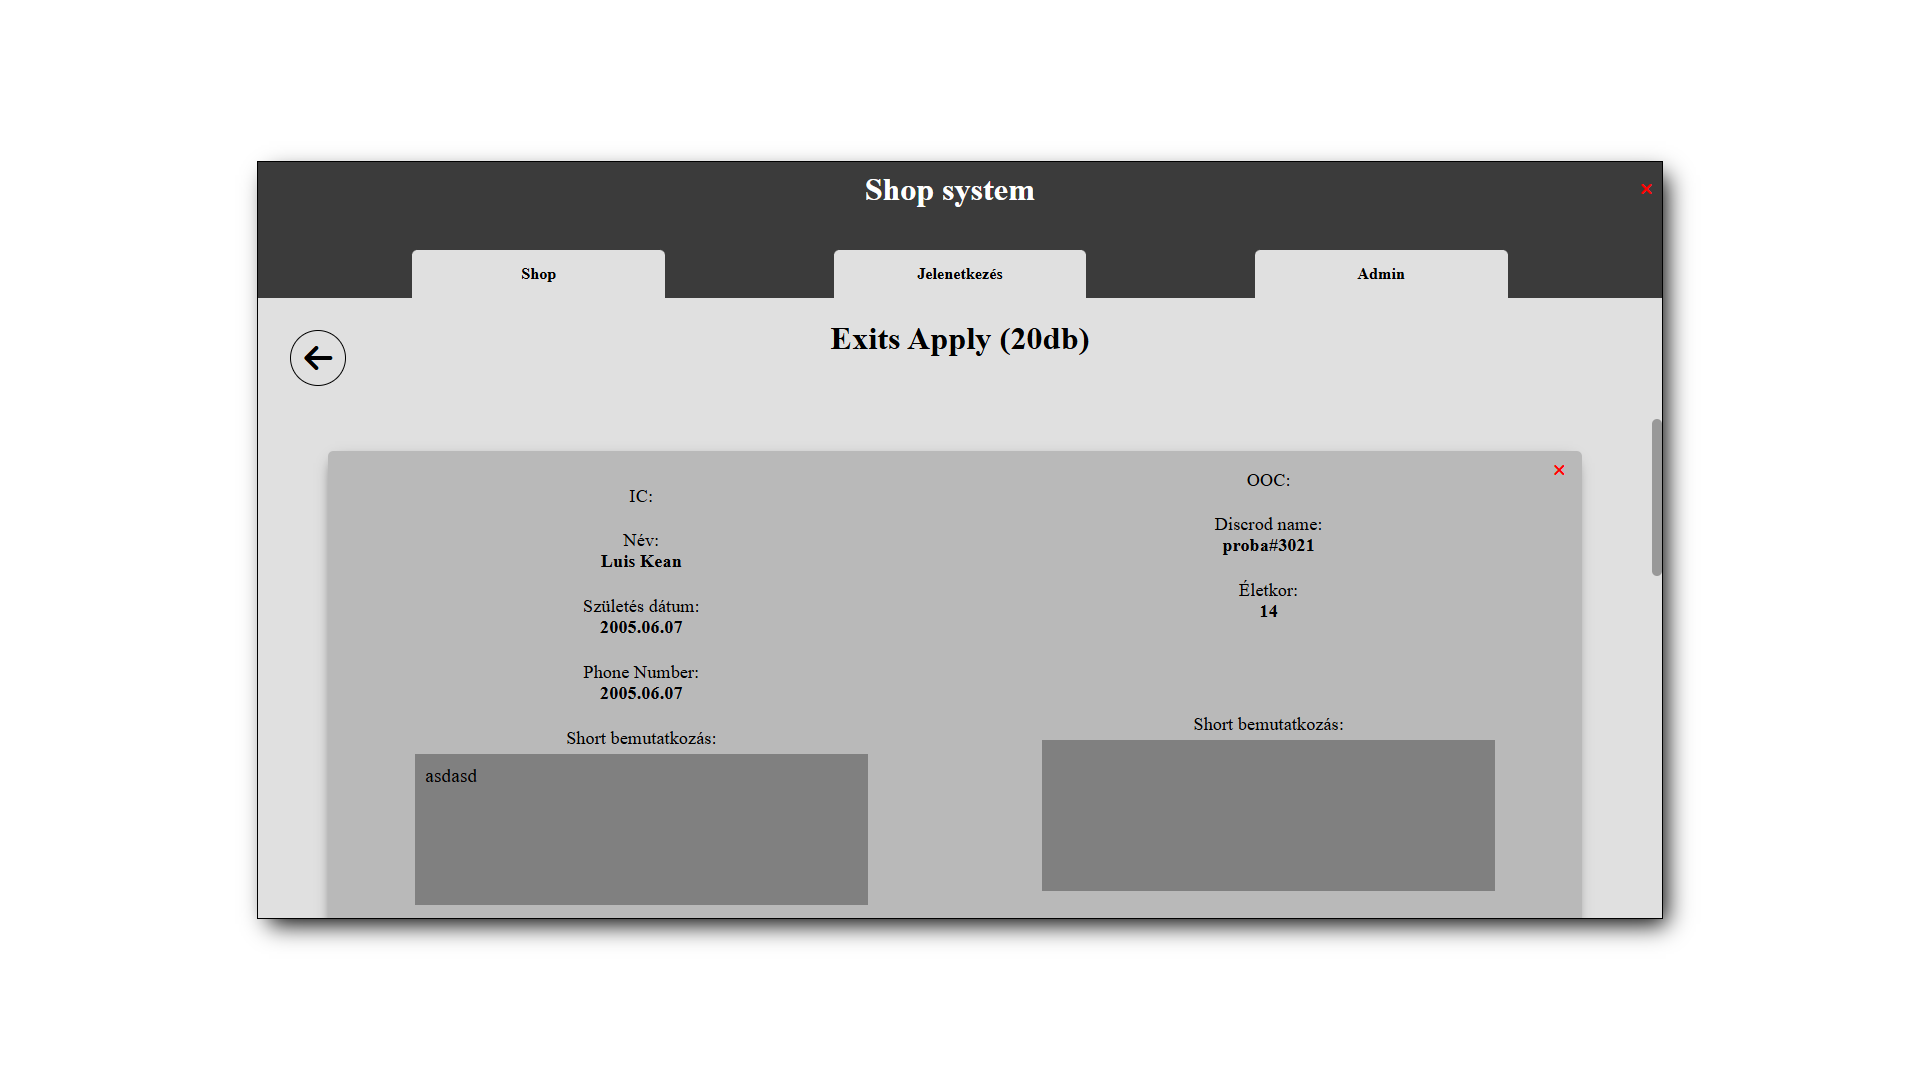 Shop system
Shop
Jelenetkezés
Admin
Exits Apply (20db)
IC:
Név:
Luis Kean
Születés dátum:
2005.06.07
Phone Number:
2005.06.07
Short bemutatkozás:
asdasd
OOC:
Discrod name:
proba#3021
Életkor:
14
Short bemutatkozás: